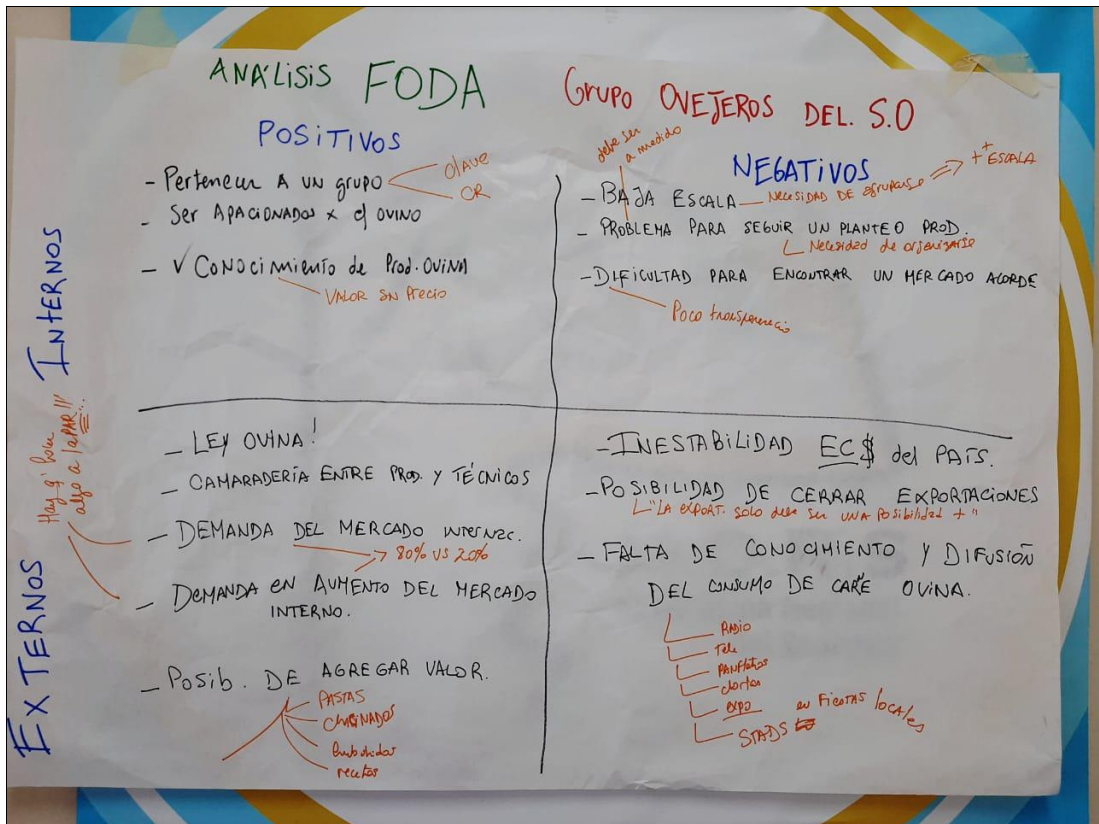 ANÁLISIS FODA
GRUPO OVEJEROS DEL. S.O
POSITIVOS
NEGATIVOS
INTERNOS
EXTERNOS
- Pertenecer A UN grupo
clave
OR
- Ser APACIONADOS x el OVINO
- V CONOCimiento de Prod. OVINA
VALOR SIN Precio
debe ser
a medida
- BAJA ESCALA
Necesidad DE agruparse
++ ESCALA
- PROBLEMA PARA SEGUIR UN PLANTEO PROD.
Necesidad de organizarse
- DIFICULTAD PARA ENCONTRAR UN MERCADO ACORDE
Poco transparencia
Hay q' hacer
algo a la PAR!!
- LEY OVINA!
- CAMARADERÍA ENTRE PROD. Y TÉCNICOS
- DEMANDA DEL MERCADO INTERNAC.
80% VS 20%
- DEMANDA EN AUMENTO DEL MERCADO
INTERNO.
- Posib. DE AGREGAR VALOR.
PASTAS
CHACINADOS
Embutidos
recetas
- INESTABILIDAD EC$ del PAÍS.
- POSIBILIDAD DE CERRAR EXPORTACIONES
"LA EXPORT. SOLO debe ser UNA Posibilidad +"
- FALTA DE CONOCIMIENTO Y DIFUSIÓN
DEL CONSUMO DE CARNE OVINA.
RADIO
Tele
PANfletos
charlas
expo
STADS en FIESTAS locales